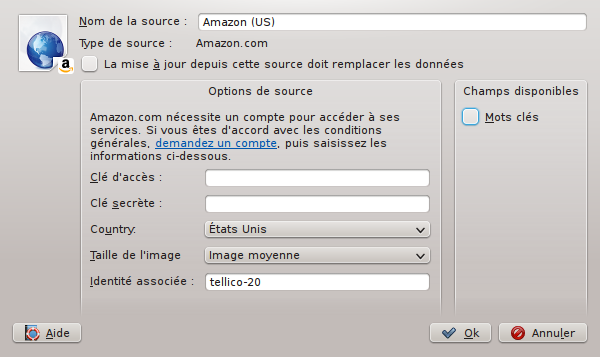 Nom de la source : Amazon (US)
Type de source : Amazon.com
La mise à jour depuis cette source doit remplacer les données
Options de source
Amazon.com nécessite un compte pour accéder à ses
services. Si vous êtes d'accord avec les conditions
générales, demandez un compte, puis saisissez les
informations ci-dessous.
Clé d'accès :
Clé secrète :
Country: États Unis
Taille de l'image Image moyenne
Identité associée : tellico-20
Champs disponibles
Mots clés
Aide Ok Annuler